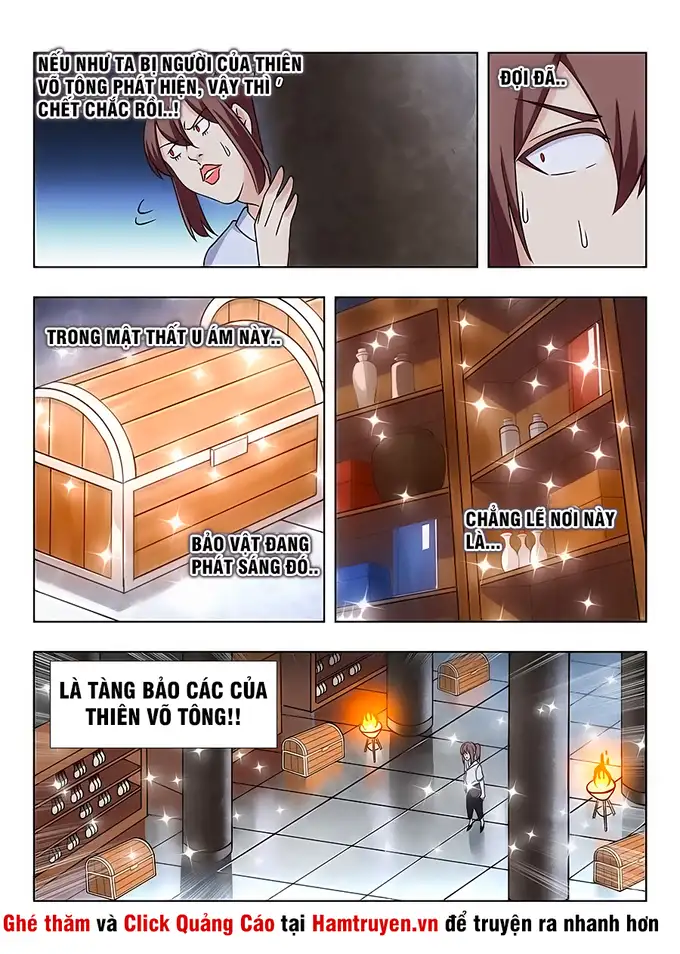 NẾU NHƯ TA BỊ NGƯỜI CỦA THIÊN
VÕ TÔNG PHÁT HIỆN, VẬY THÌ
CHẾT CHẮC RỒI..!
ĐỢI ĐÃ..
TRONG MẬT THẤT U ÁM NÀY..
BẢO VẬT ĐANG
PHÁT SÁNG ĐÓ..
CHẲNG LẼ NƠI NÀY
LÀ...
LÀ TÀNG BẢO CÁC CỦA
THIÊN VÕ TÔNG!!
Ghé thăm và Click Quảng Cáo tại Hamtruyen.vn để truyện ra nhanh hơn